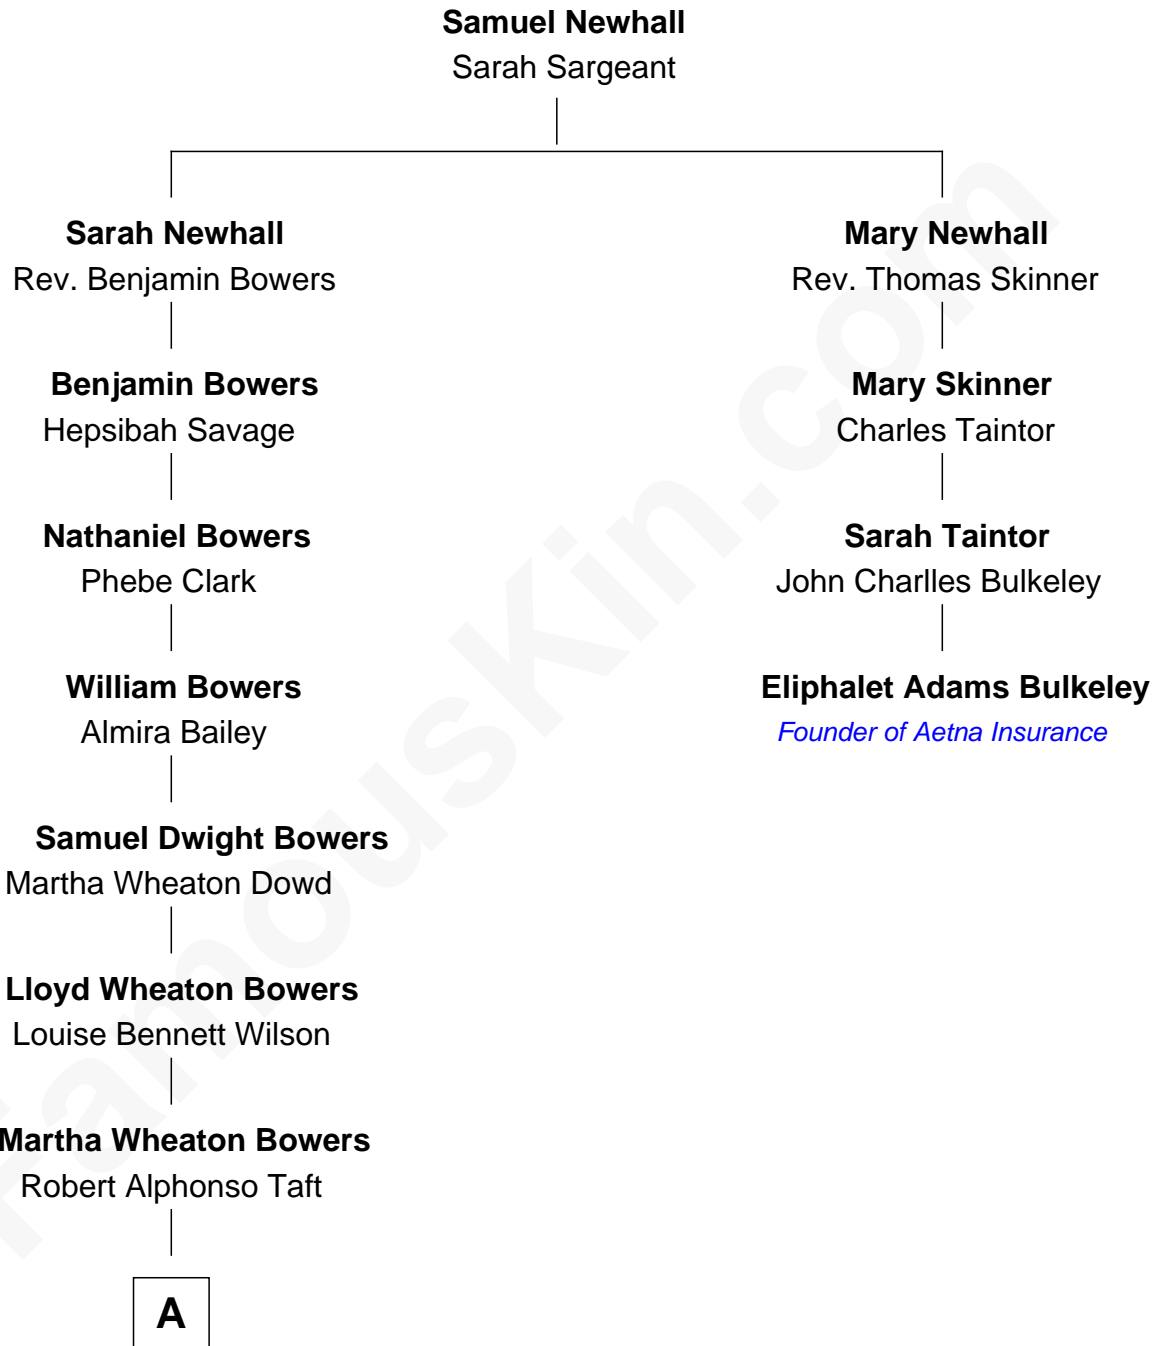 Samuel Newhall
Sarah Sargeant
Sarah Newhall
Rev. Benjamin Bowers
Mary Newhall
Rev. Thomas Skinner
Benjamin Bowers
Hepsibah Savage
Mary Skinner
Charles Taintor
Nathaniel Bowers
Phebe Clark
Sarah Taintor
John Charlles Bulkeley
William Bowers
Almira Bailey
Eliphalet Adams Bulkeley
Founder of Aetna Insurance
Samuel Dwight Bowers
Martha Wheaton Dowd
Lloyd Wheaton Bowers
Louise Bennett Wilson
Martha Wheaton Bowers
Robert Alphonso Taft
A
FamousKin.com